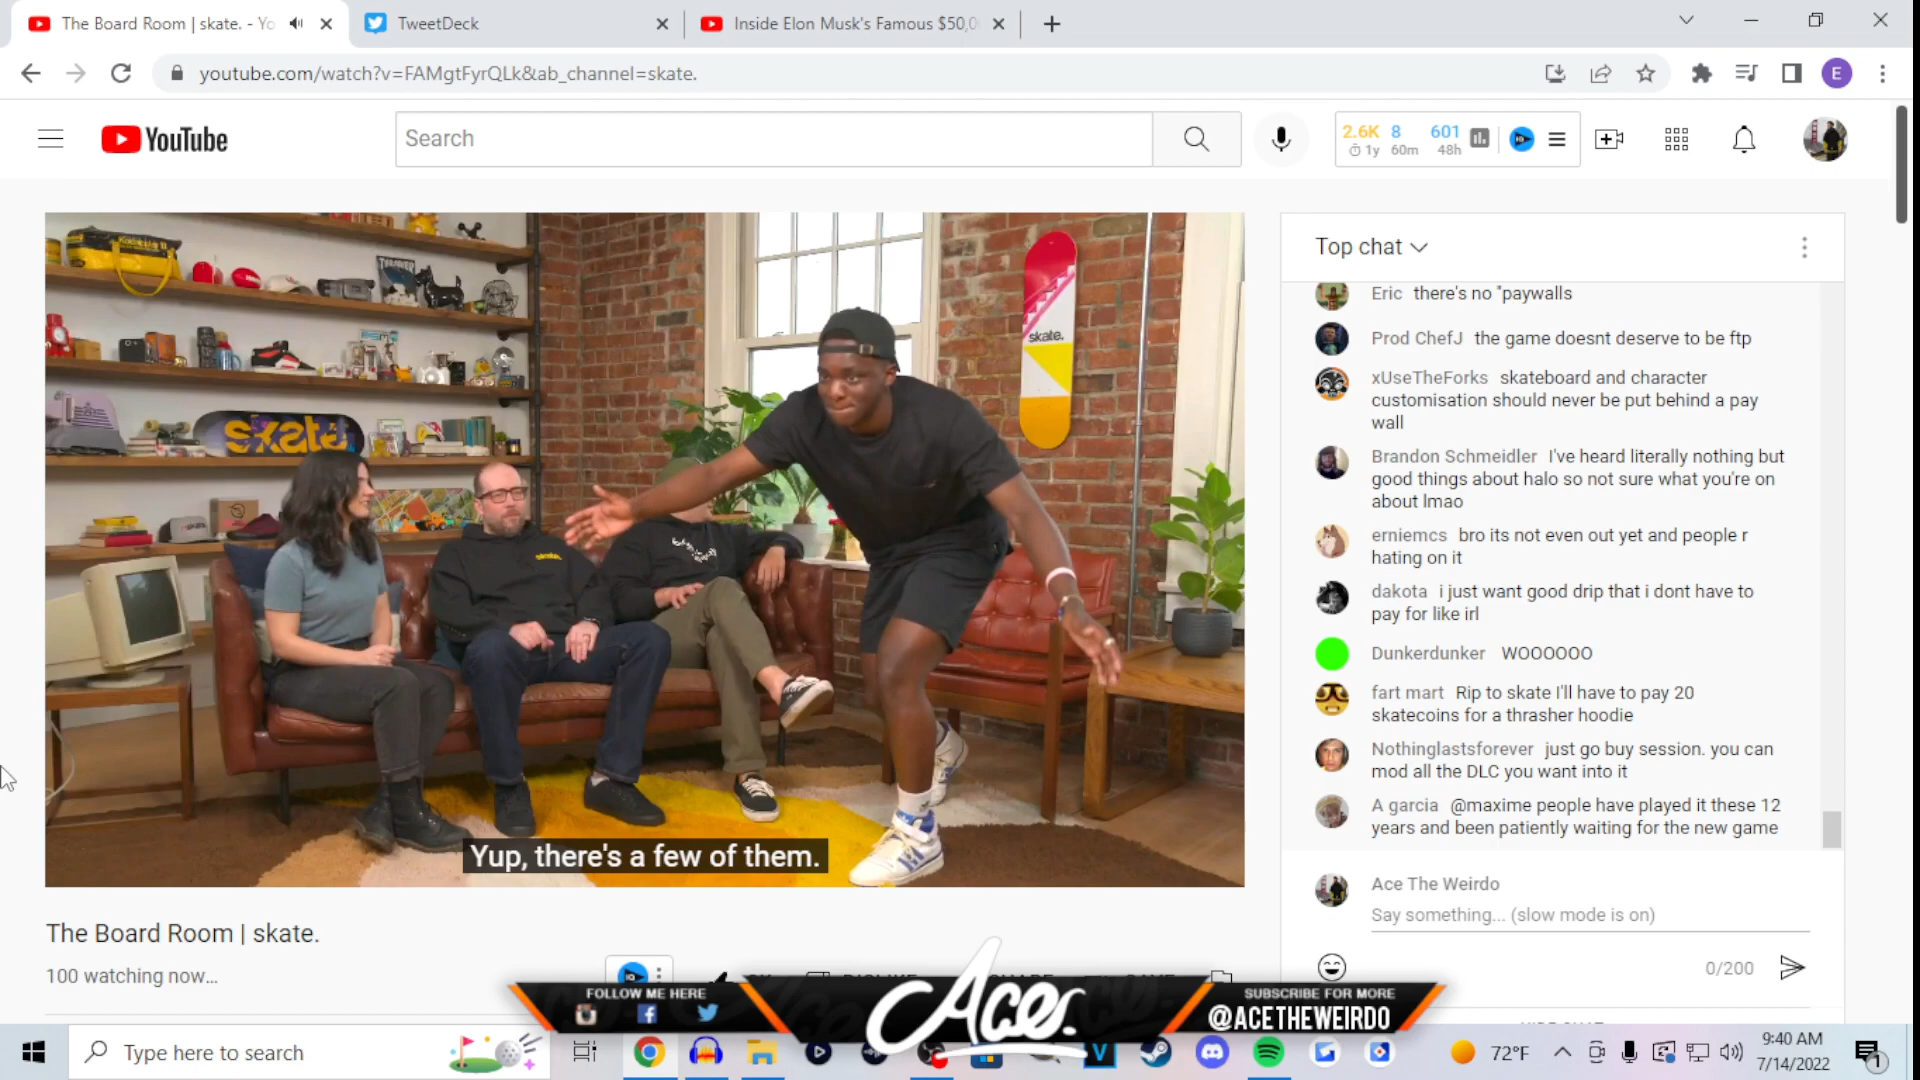 The Board Room | skate. - Yo
TweetDeck
Inside Elon Musk's Famous $50,0
youtube.com/watch?v=FAMgtFyrQLk&ab_channel=skate.
E
YouTube
Search
2.6K 8 601
1y 60m 48h
THRASHER
skate
skate.
skate.
Yup, there's a few of them.
Top chat
Eric there's no "paywalls
Prod ChefJ the game doesnt deserve to be ftp
xUseTheForks skateboard and character
customisation should never be put behind a pay
wall
Brandon Schmeidler I've heard literally nothing but
good things about halo so not sure what you're on
about lmao
erniemcs bro its not even out yet and people r
hating on it
dakota i just want good drip that i dont have to
pay for like irl
Dunkerdunker WOOOOOO
fart mart Rip to skate I'll have to pay 20
skatecoins for a thrasher hoodie
Nothinglastsforever just go buy session. you can
mod all the DLC you want into it
A garcia @maxime people have played it these 12
years and been patiently waiting for the new game
Ace The Weirdo
Say something... (slow mode is on)
0/200
The Board Room | skate.
100 watching now...
FOLLOW ME HERE
Ace.
SUBSCRIBE FOR MORE
@ACETHEWEIRDO
Type here to search
72°F
9:40 AM
7/14/2022
1